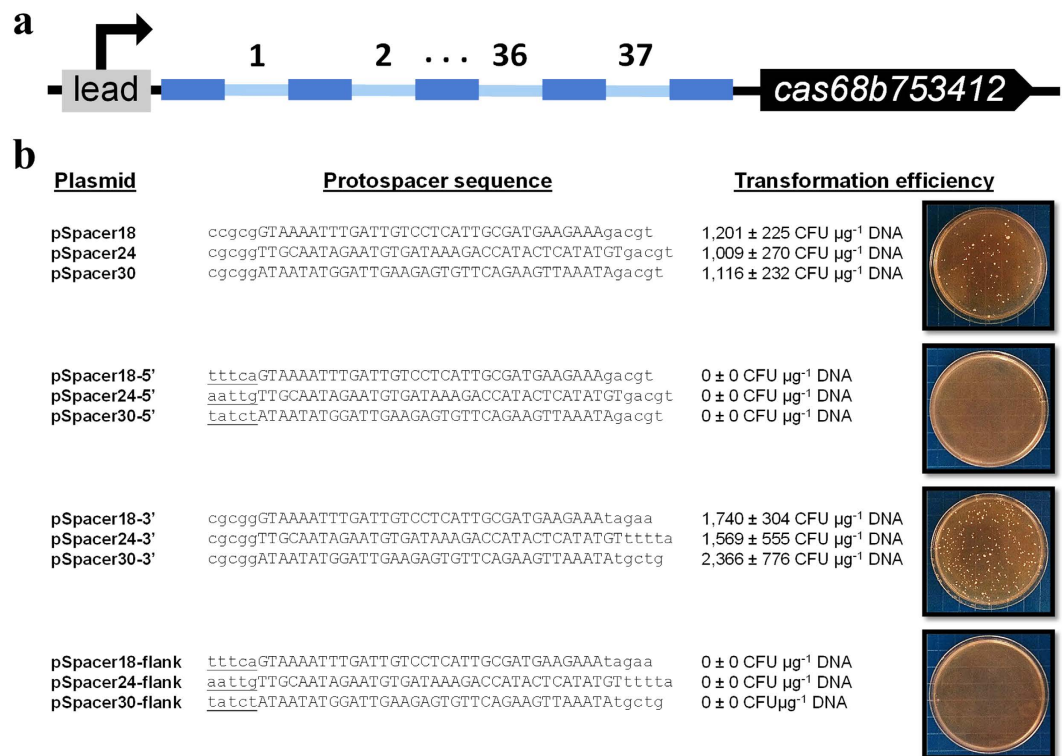 a
1 2 ... 36 37
lead cas68b753412
b
Plasmid Protospacer sequence Transformation efficiency
pSpacer18 ccgcgGTAAAATTTGATTGTCCTCATTGCGATGAAGAAAgacgt 1,201 ± 225 CFU µg⁻¹ DNA
pSpacer24 cgcggTTGCAATAGAATGTGATAAAGACCATACTCATATGTgacgt 1,009 ± 270 CFU µg⁻¹ DNA
pSpacer30 cgcggATAATATGGATTGAAGAGTGTTCAGAAGTTAAATAgacgt 1,116 ± 232 CFU µg⁻¹ DNA
pSpacer18-5' tttcaGTAAAATTTGATTGTCCTCATTGCGATGAAGAAAgacgt 0 ± 0 CFU µg⁻¹ DNA
pSpacer24-5' aattgTTGCAATAGAATGTGATAAAGACCATACTCATATGTgacgt 0 ± 0 CFU µg⁻¹ DNA
pSpacer30-5' tatctATAATATGGATTGAAGAGTGTTCAGAAGTTAAATAgacgt 0 ± 0 CFU µg⁻¹ DNA
pSpacer18-3' cgcggGTAAAATTTGATTGTCCTCATTGCGATGAAGAAAtagaa 1,740 ± 304 CFU µg⁻¹ DNA
pSpacer24-3' cgcggTTGCAATAGAATGTGATAAAGACCATACTCATATGTtttta 1,569 ± 555 CFU µg⁻¹ DNA
pSpacer30-3' cgcggATAATATGGATTGAAGAGTGTTCAGAAGTTAAATAtgctg 2,366 ± 776 CFU µg⁻¹ DNA
pSpacer18-flank tttcaGTAAAATTTGATTGTCCTCATTGCGATGAAGAAAtagaa 0 ± 0 CFU µg⁻¹ DNA
pSpacer24-flank aattgTTGCAATAGAATGTGATAAAGACCATACTCATATGTtttta 0 ± 0 CFU µg⁻¹ DNA
pSpacer30-flank tatctATAATATGGATTGAAGAGTGTTCAGAAGTTAAATAtgctg 0 ± 0 CFUµg⁻¹ DNA